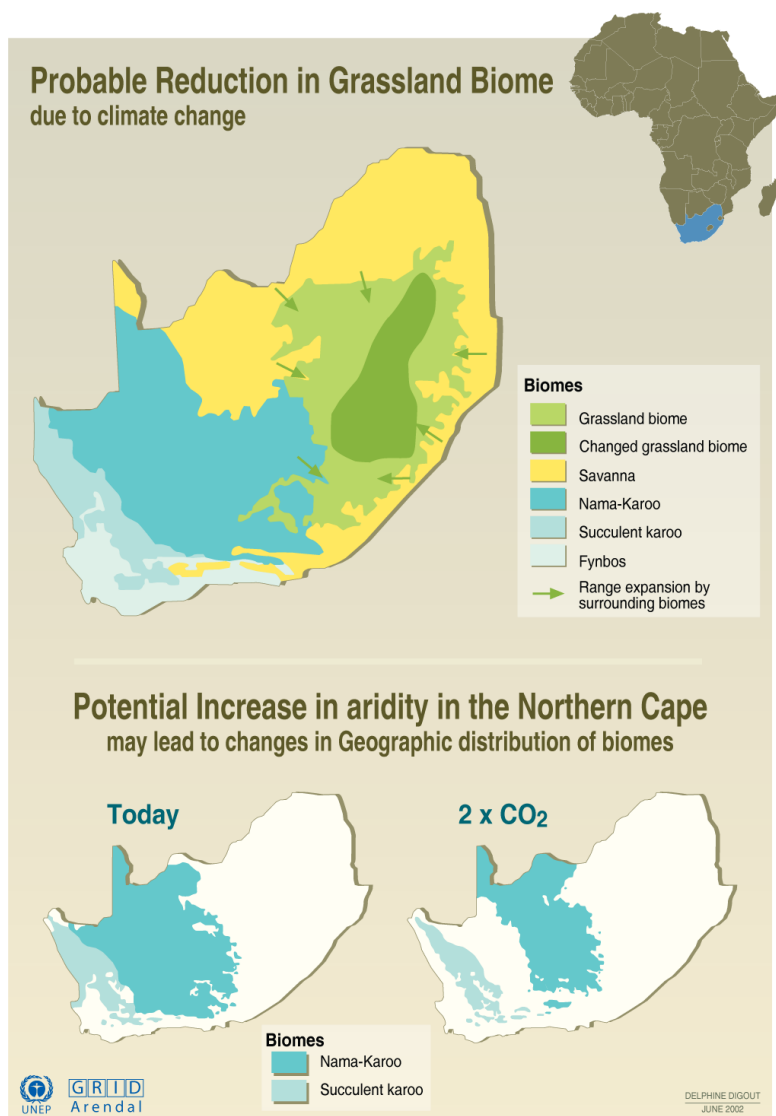 Probable Reduction in Grassland Biome
due to climate change
Biomes
Grassland biome
Changed grassland biome
Savanna
Nama-Karoo
Succulent karoo
Fynbos
Range expansion by
surrounding biomes
Potential Increase in aridity in the Northern Cape
may lead to changes in Geographic distribution of biomes
Today
2 x CO₂
Biomes
Nama-Karoo
Succulent karoo
UNEP
GRID
Arendal
DELPHINE DIGOUT
JUNE 2002